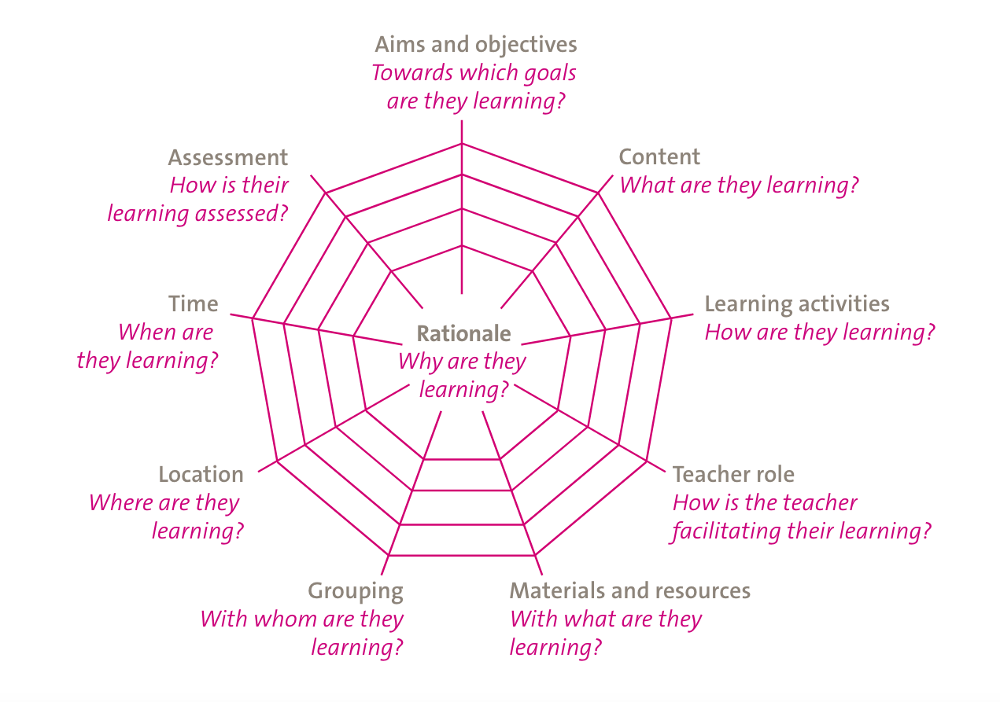 Aims and objectives
Towards which goals
are they learning?
Assessment
How is their
learning assessed?
Content
What are they learning?
Time
When are
they learning?
Learning activities
How are they learning?
Rationale
Why are they
learning?
Location
Where are they
learning?
Teacher role
How is the teacher
facilitating their learning?
Grouping
With whom are they
learning?
Materials and resources
With what are they
learning?